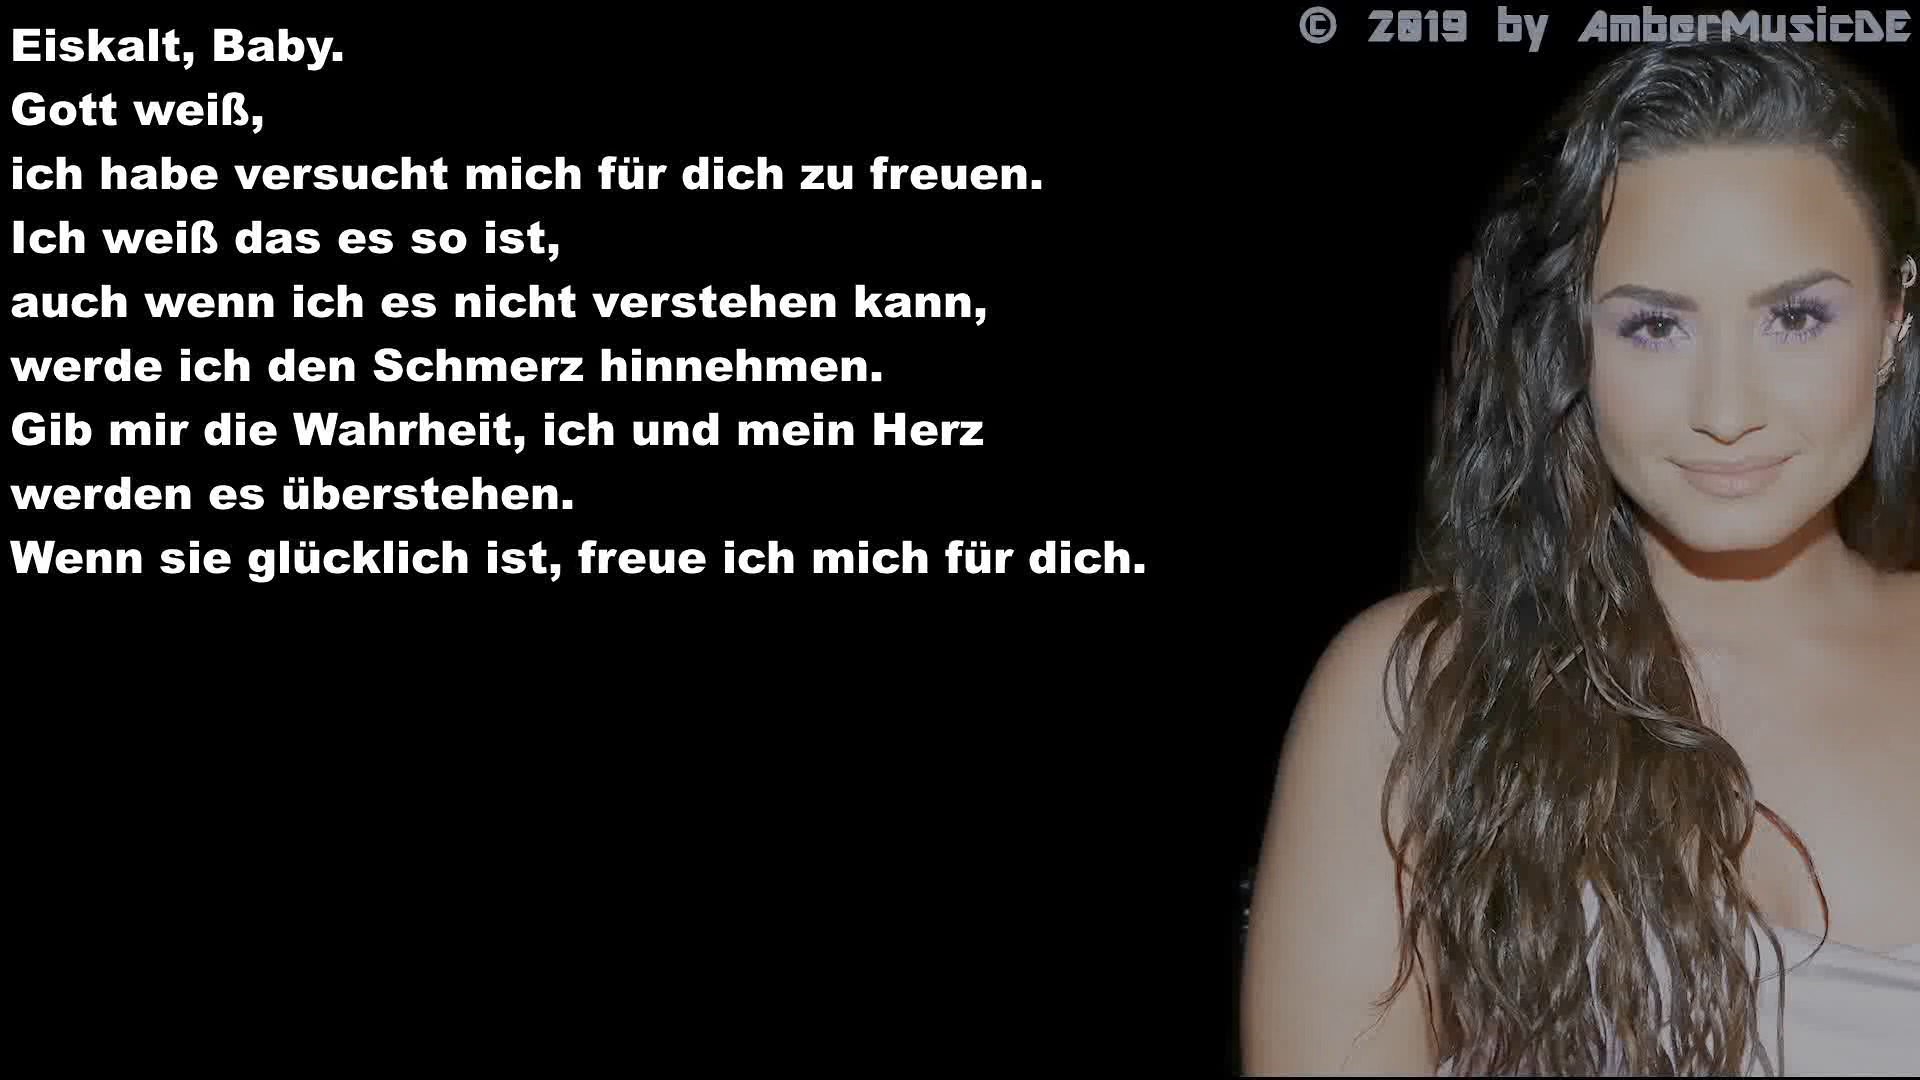 © 2019 by AmberMusicDE
Eiskalt, Baby.
Gott weiß,
ich habe versucht mich für dich zu freuen.
Ich weiß das es so ist,
auch wenn ich es nicht verstehen kann,
werde ich den Schmerz hinnehmen.
Gib mir die Wahrheit, ich und mein Herz
werden es überstehen.
Wenn sie glücklich ist, freue ich mich für dich.